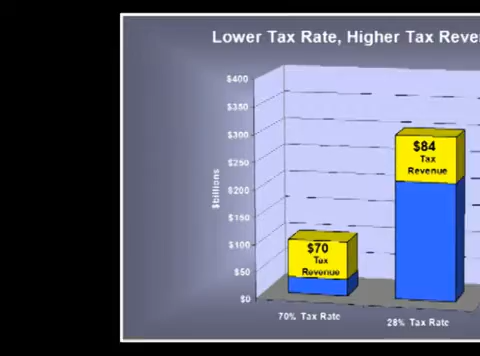 Lower Tax Rate, Higher Tax Reve
$400
$350
$300
$250
$200
$150
$100
$50
$0
$billions
$84
Tax
Revenue
$70
Tax
Revenue
70% Tax Rate
28% Tax Rate